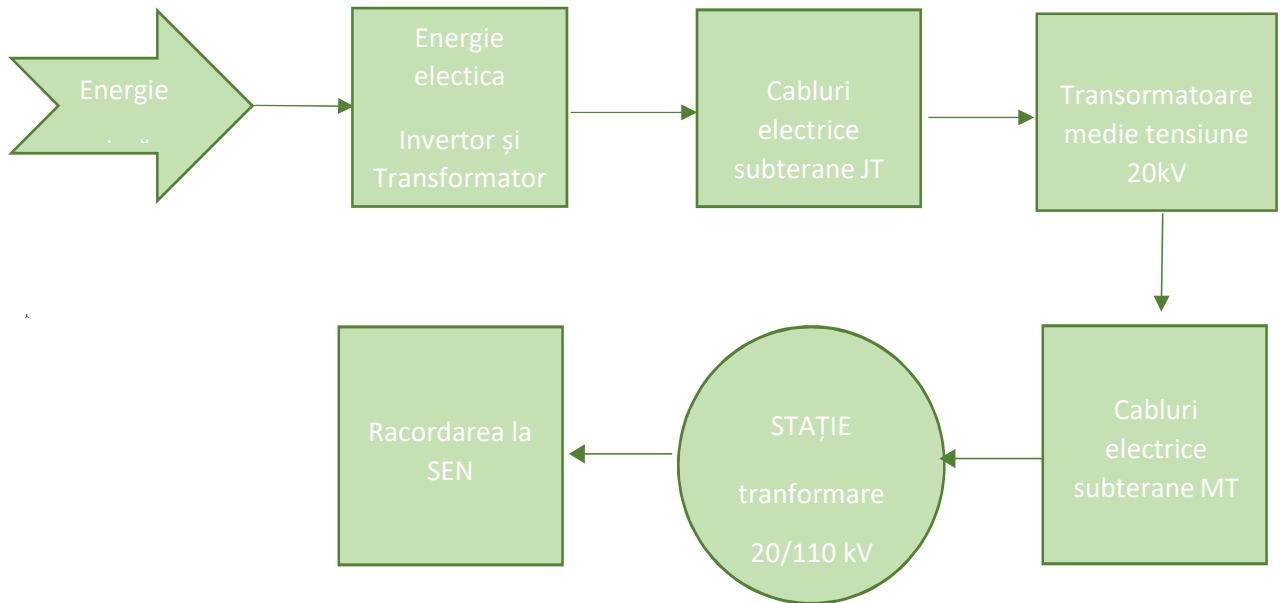 Energie
Energie
electica
Invertor și
Transformator
Cabluri
electrice
subterane JT
Transormatoare
medie tensiune
20kV
Racordarea la
SEN
STAȚIE
tranformare
20/110 kV
Cabluri
electrice
subterane MT